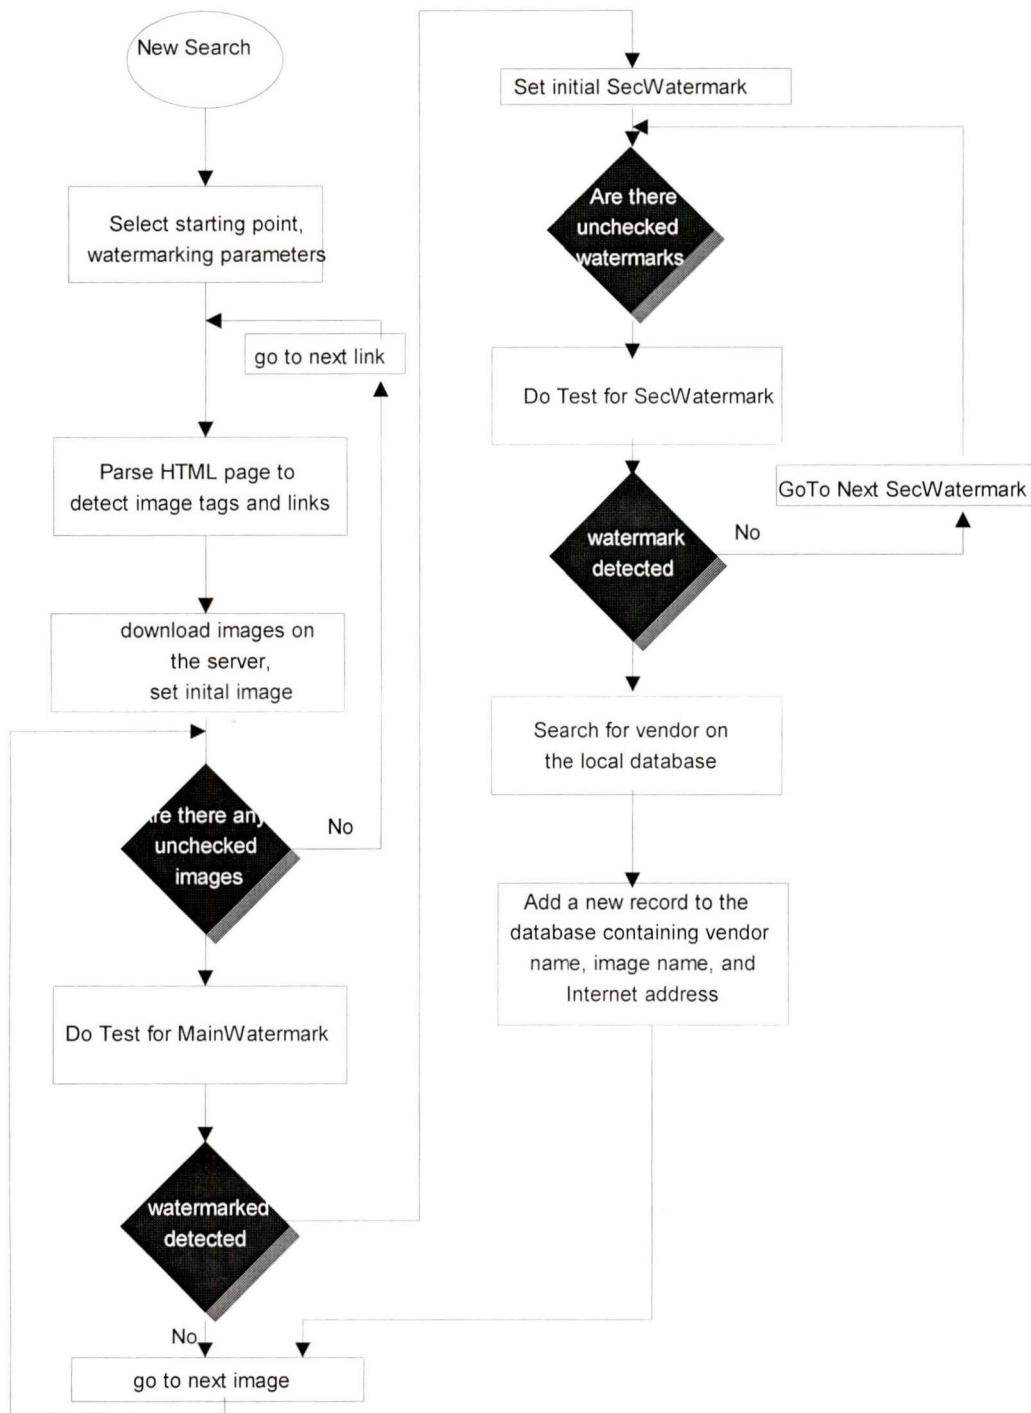 New Search
Select starting point,
watermarking parameters
go to next link
Parse HTML page to
detect image tags and links
download images on
the server,
set inital image
re there any
unchecked
images
No
Do Test for MainWatermark
watermarked
detected
No
go to next image
Set initial SecWatermark
Are there
unchecked
watermarks
Do Test for SecWatermark
GoTo Next SecWatermark
watermark
detected
No
Search for vendor on
the local database
Add a new record to the
database containing vendor
name, image name, and
Internet address